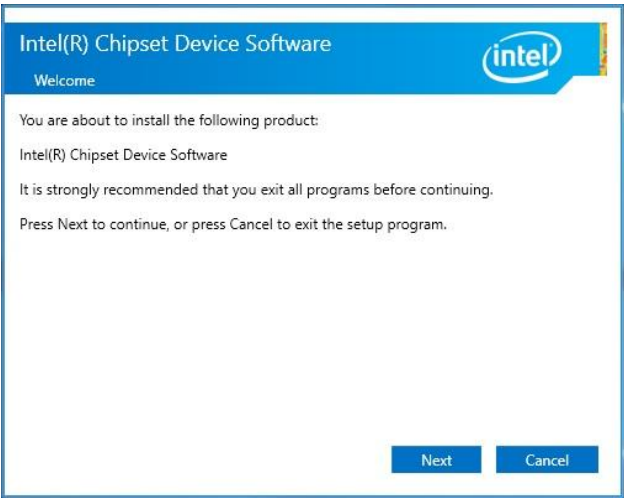 Intel(R) Chipset Device Software
intel
Welcome
You are about to install the following product:
Intel(R) Chipset Device Software
It is strongly recommended that you exit all programs before continuing.
Press Next to continue, or press Cancel to exit the setup program.
Next
Cancel